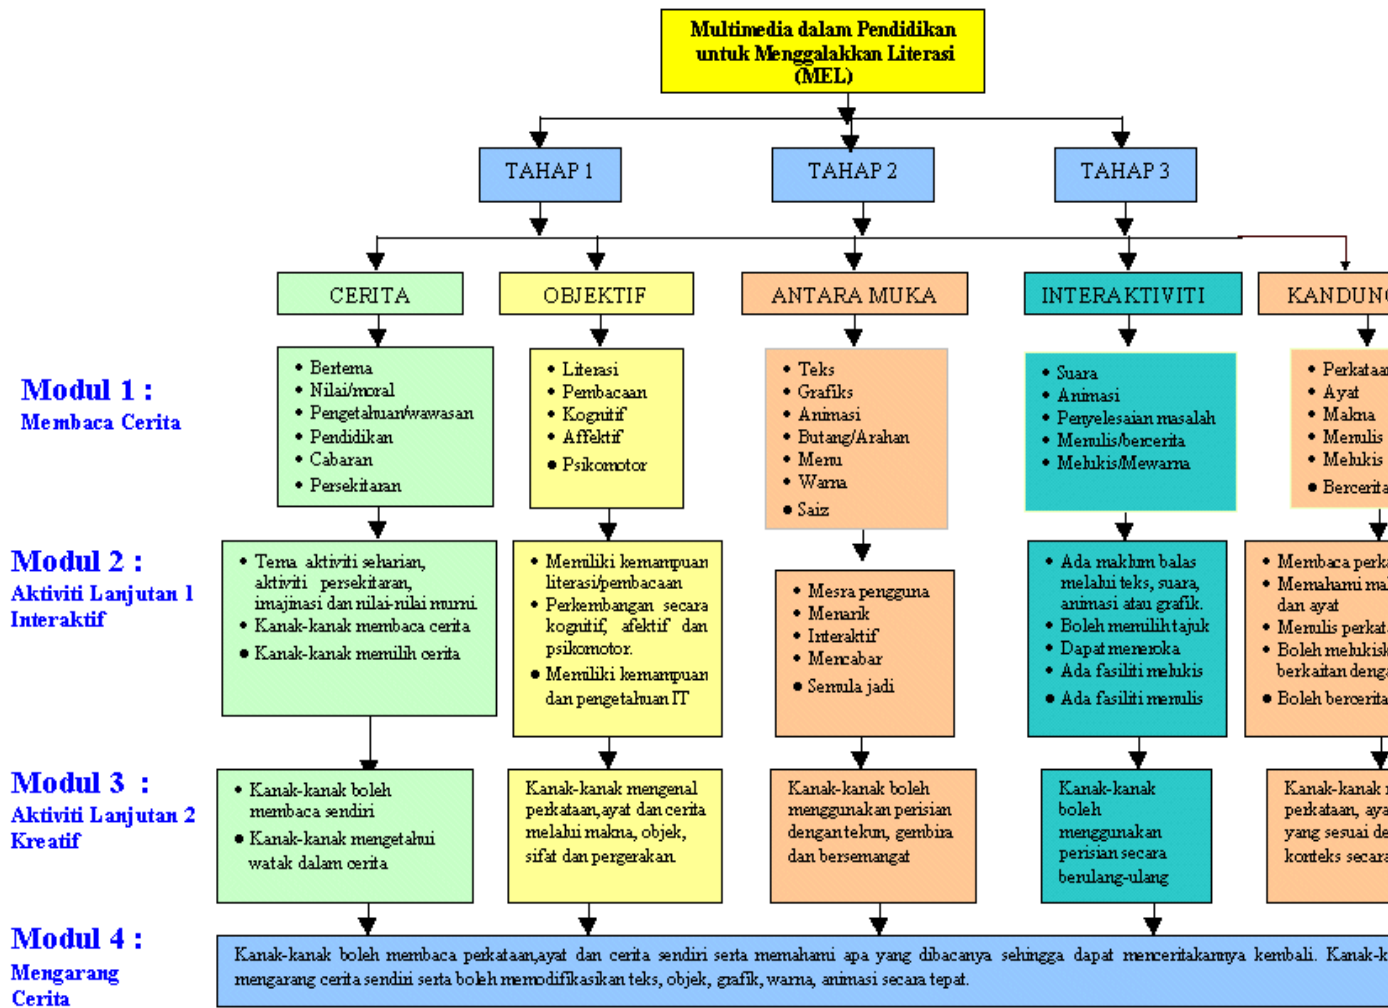 Multimedia dalam Pendidikan
untuk Menggalakkan Literasi
(MEL)
TAHAP 1
TAHAP 2
TAHAP 3
CERITA
OBJEKTIF
ANTARA MUKA
INTERAKTIVITI
Modul 1 :
Membaca Cerita
• Bertema
• Nilai/moral
• Pengetahuan/wawasan
• Pendidikan
• Cabaran
• Persekitaran
• Literasi
• Pembacaan
• Kognitif
• Affektif
• Psikomotor
• Teks
• Grafiks
• Animasi
• Butang/Arahan
• Menu
• Warna
• Saiz
• Suara
• Animasi
• Penyelesaian masalah
• Menulis/bercerita
• Melukis/Mewarna
• Perkataan
• Ayat
• Makna
• Menulis
• Melukis
• Bercerita
Modul 2 :
Aktiviti Lanjutan 1
Interaktif
• Tema aktiviti seharian,
aktiviti persekitaran,
imajinasi dan nilai-nilai murni
• Kanak-kanak membaca cerita
• Kanak-kanak memilih cerita
• Memiliki kemampuan
literasi/pembacaan
• Perkembangan secara
kognitif, afektif dan
psikomotor.
• Memiliki kemampuan
dan pengetahuan IT
• Mesra pengguna
• Menarik
• Interaktif
• Mencabar
• Semula jadi
• Ada maklum balas
melalui teks, suara,
animasi atau grafik.
• Boleh memilih tajuk
• Dapat meneroka
• Ada fasiliti melukis
• Ada fasiliti menulis
• Membaca
• Memahami
dan ayat
• Menulis
• Boleh
berkaitan
• Boleh bercerita
Modul 3 :
Aktiviti Lanjutan 2
Kreatif
• Kanak-kanak boleh
membaca sendiri
• Kanak-kanak mengetahui
watak dalam cerita
Kanak-kanak mengenal
perkataan,ayat dan cerita
melalui makna, objek,
sifat dan pergerakan.
Kanak-kanak boleh
menggunakan perisian
dengan tekun, gembira
dan bersemangat
Kanak-kanak
boleh
menggunakan
perisian secara
berulang-ulang
Kanak-kanak
perkataan,
yang sesuai
konteks
Modul 4 :
Mengarang
Cerita
Kanak-kanak boleh membaca perkataan,ayat dan cerita sendiri serta memahami apa yang dibacanya sehingga dapat menceritakannya kembali.
mengarang cerita sendiri serta boleh memodifikasikan teks, objek, grafik, warna, animasi secara tepat.